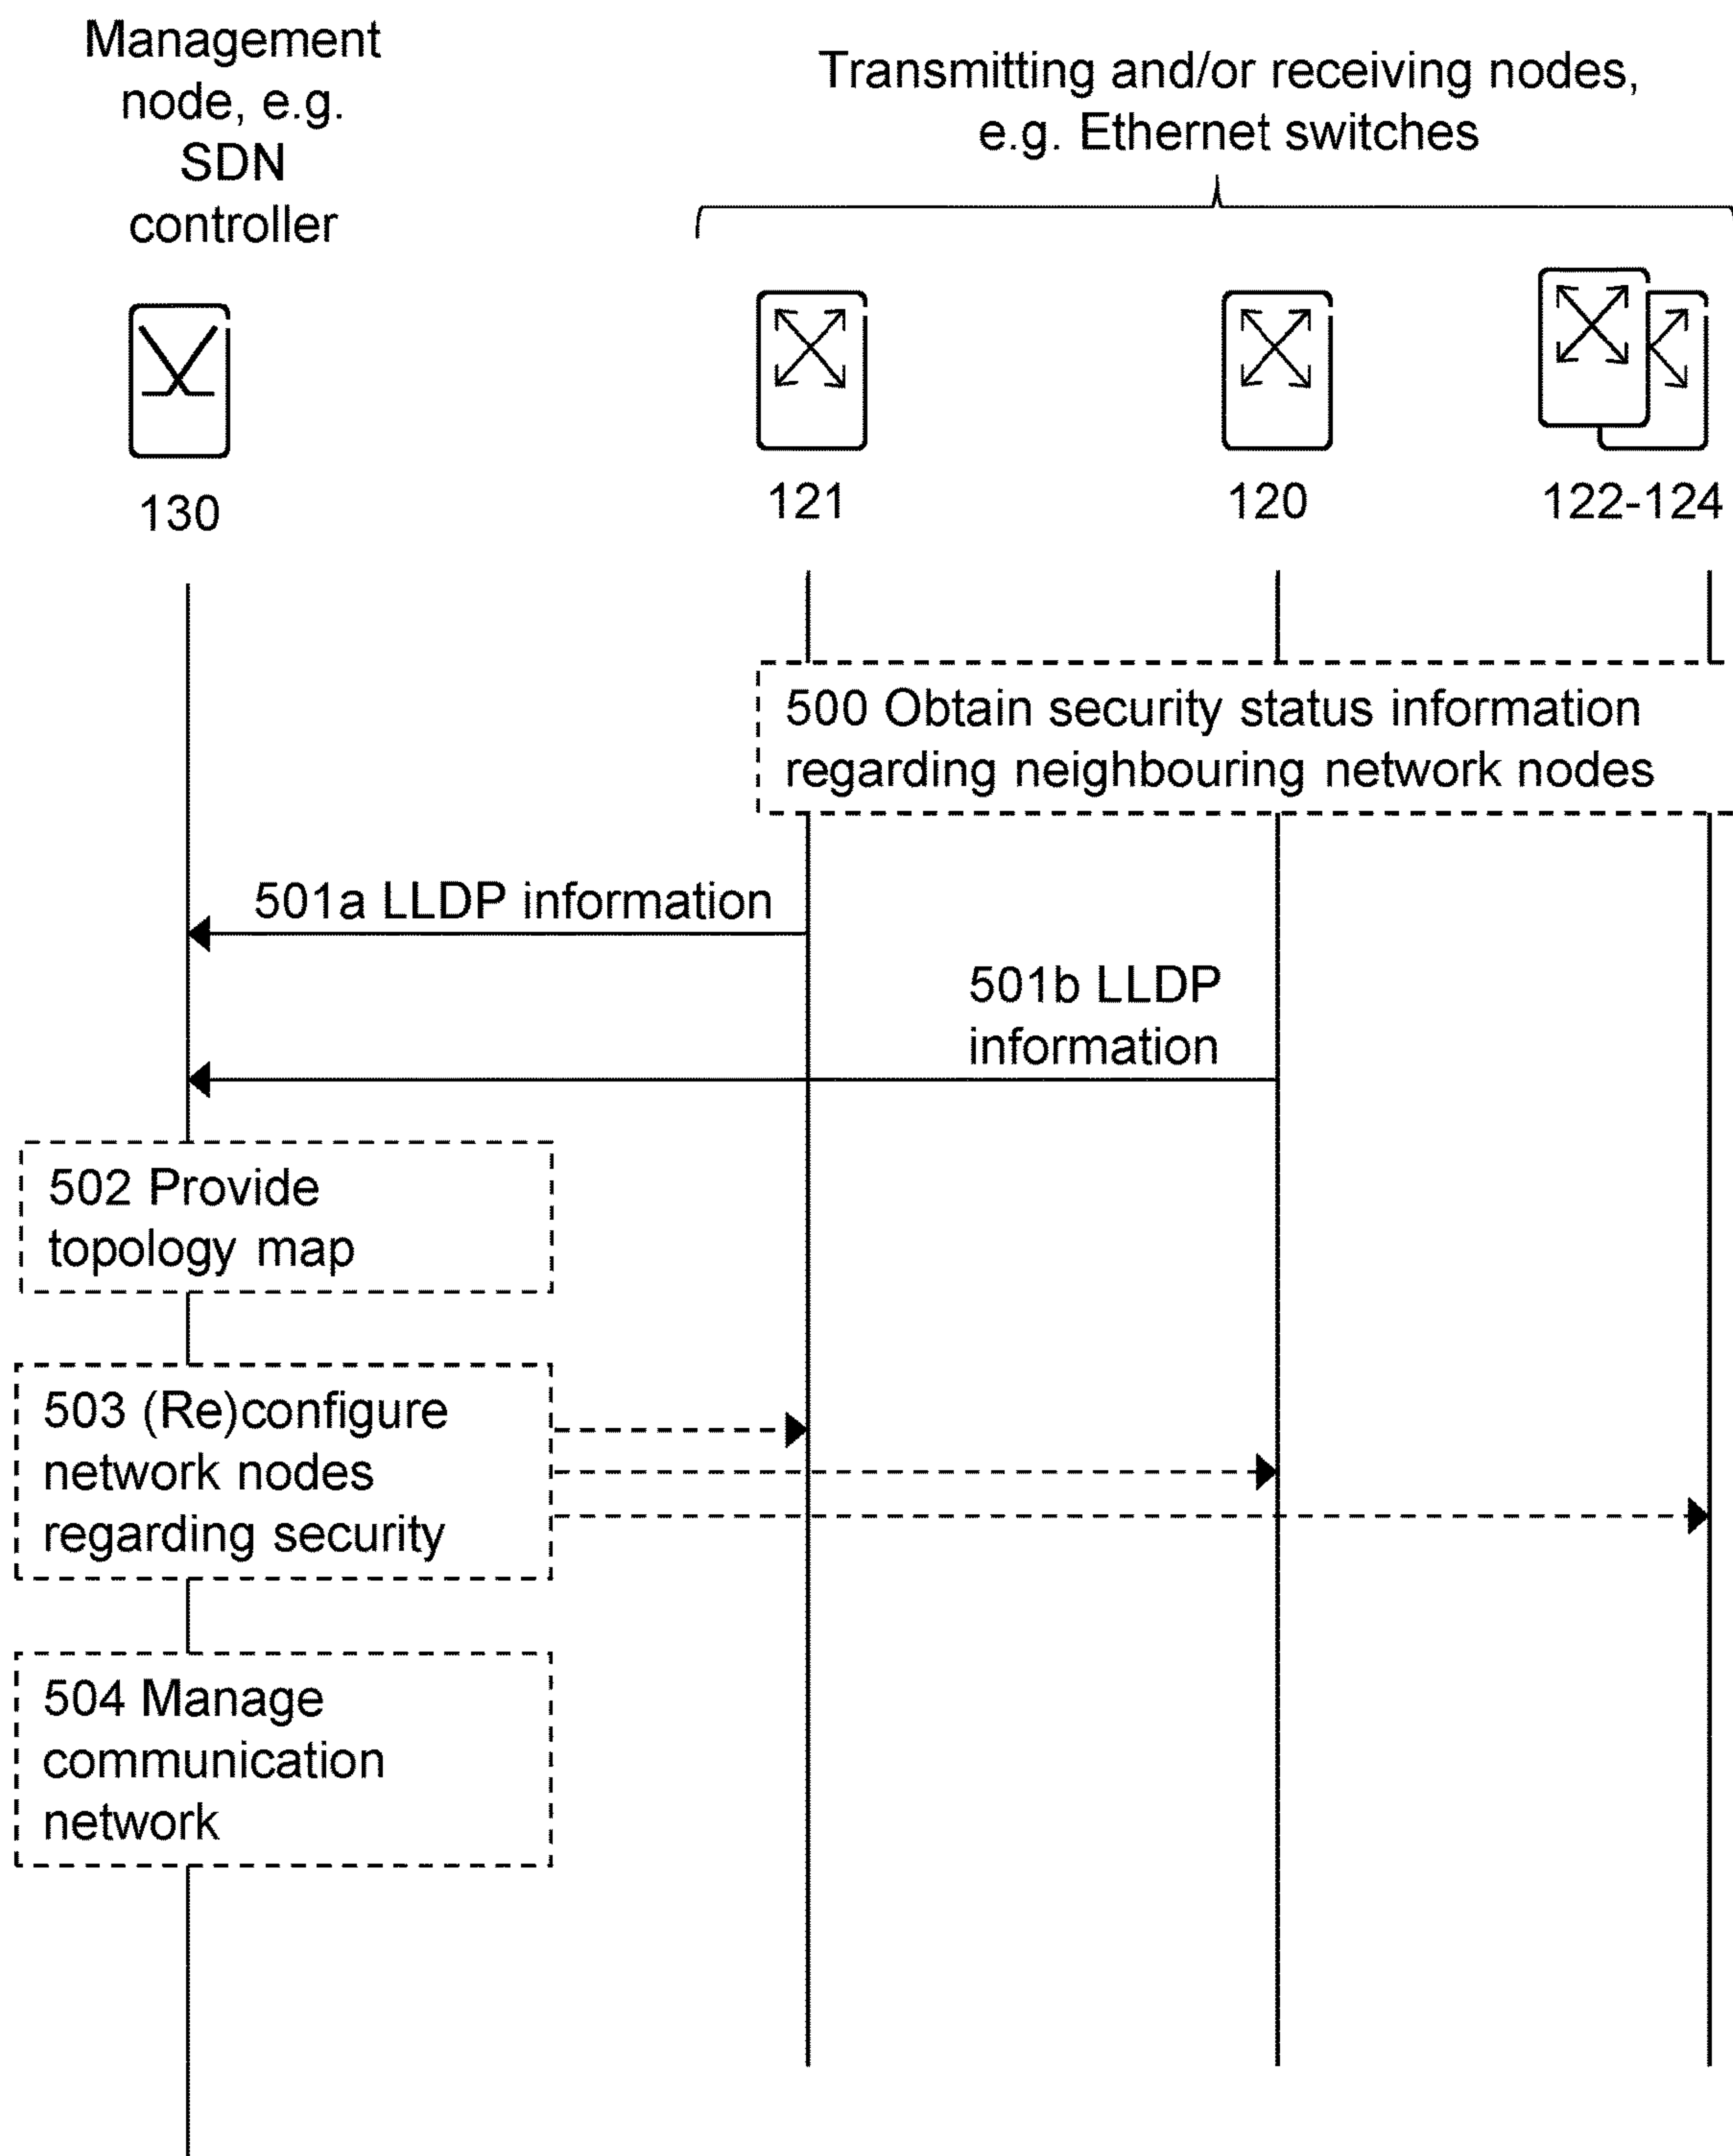 Management
node, e.g.
SDN
controller
Transmitting and/or receiving nodes,
e.g. Ethernet switches
130
121
120
122-124
500 Obtain security status information
regarding neighbouring network nodes
501a LLDP information
501b LLDP
information
502 Provide
topology map
503 (Re)configure
network nodes
regarding security
504 Manage
communication
network